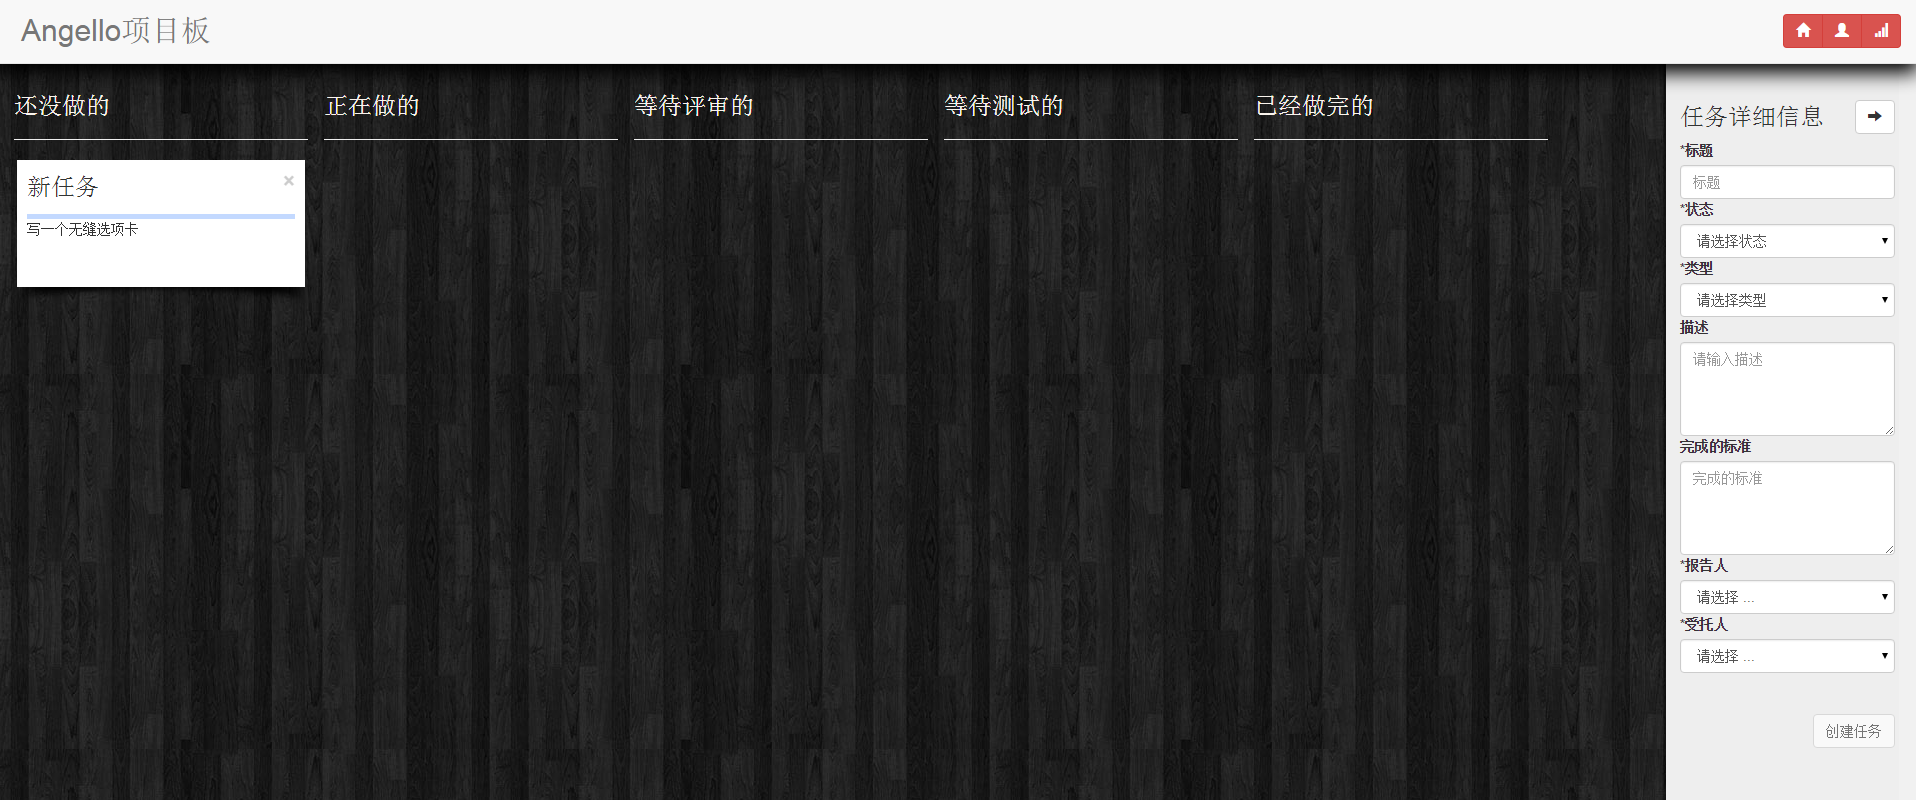 Angello项目板
还没做的
正在做的
等待评审的
等待测试的
已经做完的
新任务
×
写一个无缝选项卡
任务详细信息
*标题
标题
*状态
请选择状态
*类型
请选择类型
描述
请输入描述
完成的标准
完成的标准
*报告人
请选择 ...
*受托人
请选择 ...
创建任务